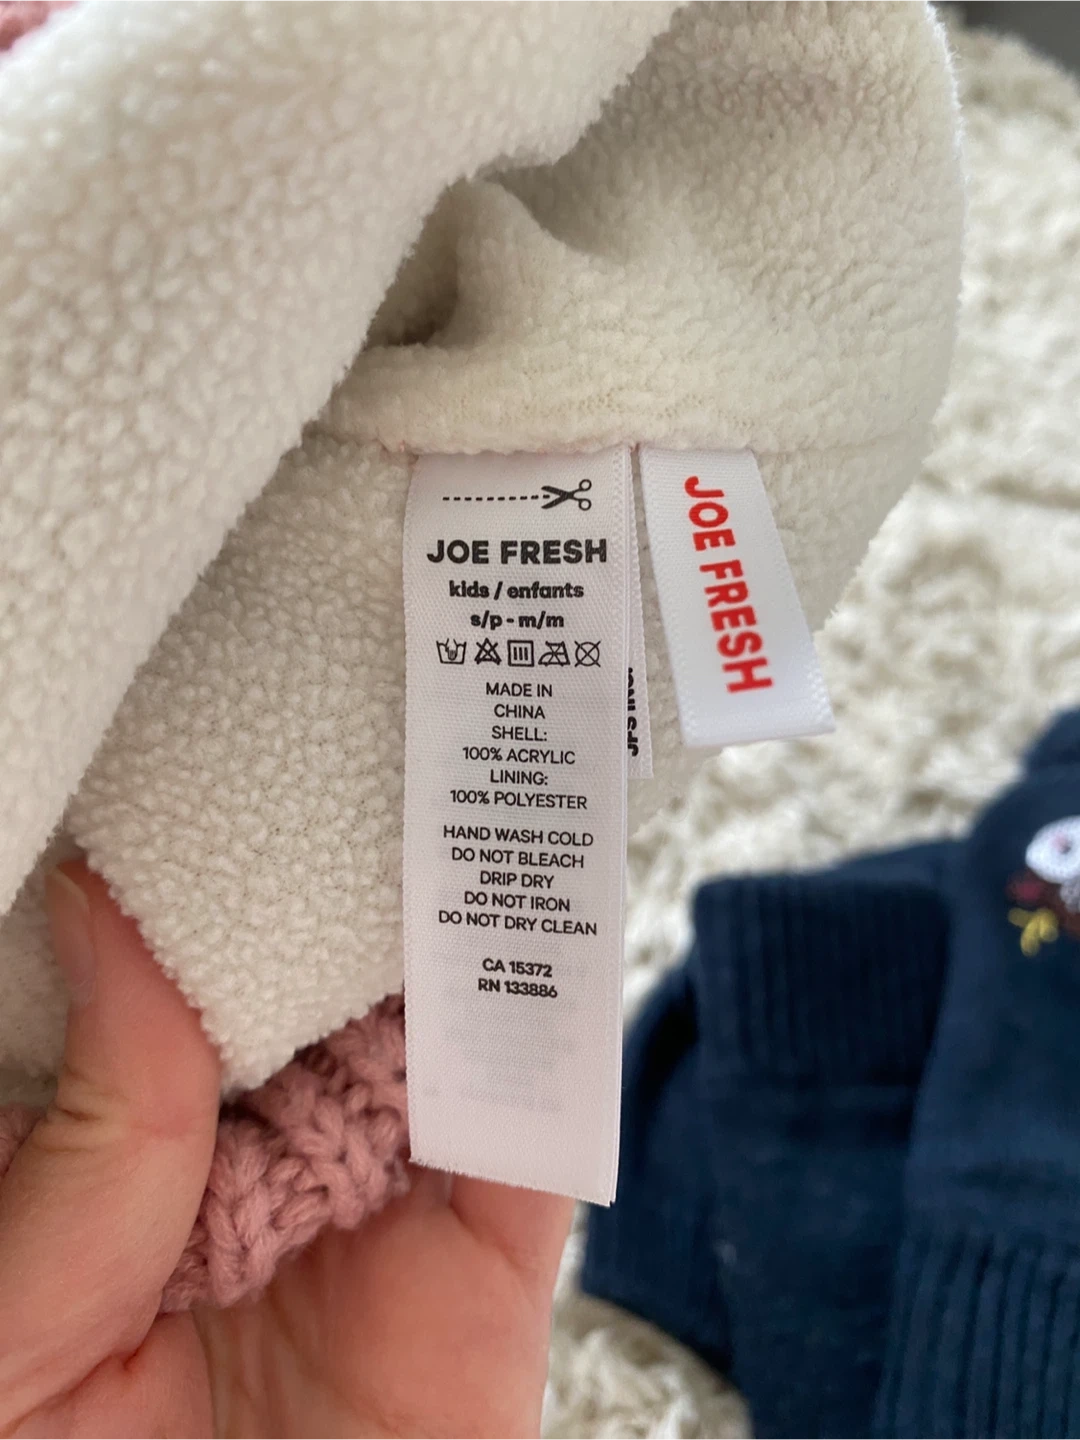 JOE FRESH
kids / enfants
s/p - m/m
MADE IN
CHINA
SHELL:
100% ACRYLIC
LINING:
100% POLYESTER
HAND WASH COLD
DO NOT BLEACH
DRIP DRY
DO NOT IRON
DO NOT DRY CLEAN
CA 15372
RN 133886
JOE FRESH